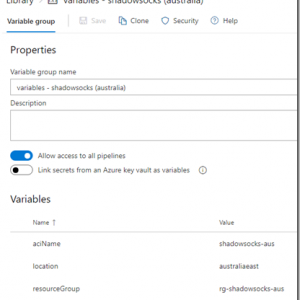 Library > Variables - shadowsocks (australia)
Variable group Save Clone Security Help
Properties
Variable group name
variables - shadowsocks (australia)
Description
Allow access to all pipelines
Link secrets from an Azure key vault as variables
Variables
Name ↑ Value
aciName shadowsocks-aus
location australiaeast
resourceGroup rg-shadowsocks-aus